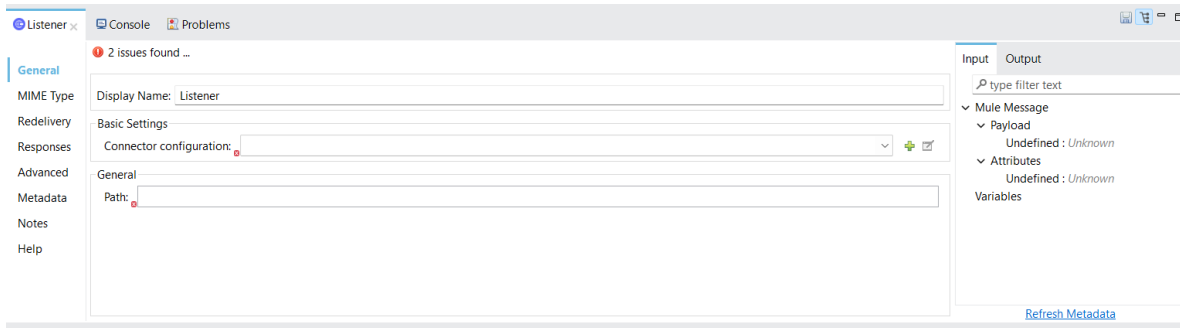 Listener
Console
Problems
General
MIME Type
Redelivery
Responses
Advanced
Metadata
Notes
Help
2 issues found ...
Display Name: Listener
Basic Settings
Connector configuration:
General
Path:
Input Output
type filter text
Mule Message
Payload
Undefined : Unknown
Attributes
Undefined : Unknown
Variables
Refresh Metadata